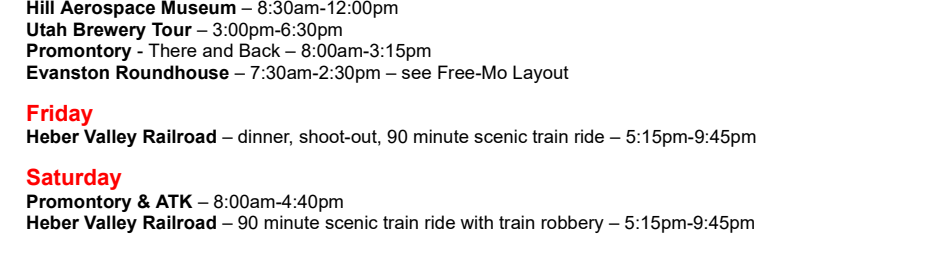 Hill Aerospace Museum – 8:30am-12:00pm
Utah Brewery Tour – 3:00pm-6:30pm
Promontory - There and Back – 8:00am-3:15pm
Evanston Roundhouse – 7:30am-2:30pm – see Free-Mo Layout
Friday
Heber Valley Railroad – dinner, shoot-out, 90 minute scenic train ride – 5:15pm-9:45pm
Saturday
Promontory & ATK – 8:00am-4:40pm
Heber Valley Railroad – 90 minute scenic train ride with train robbery – 5:15pm-9:45pm